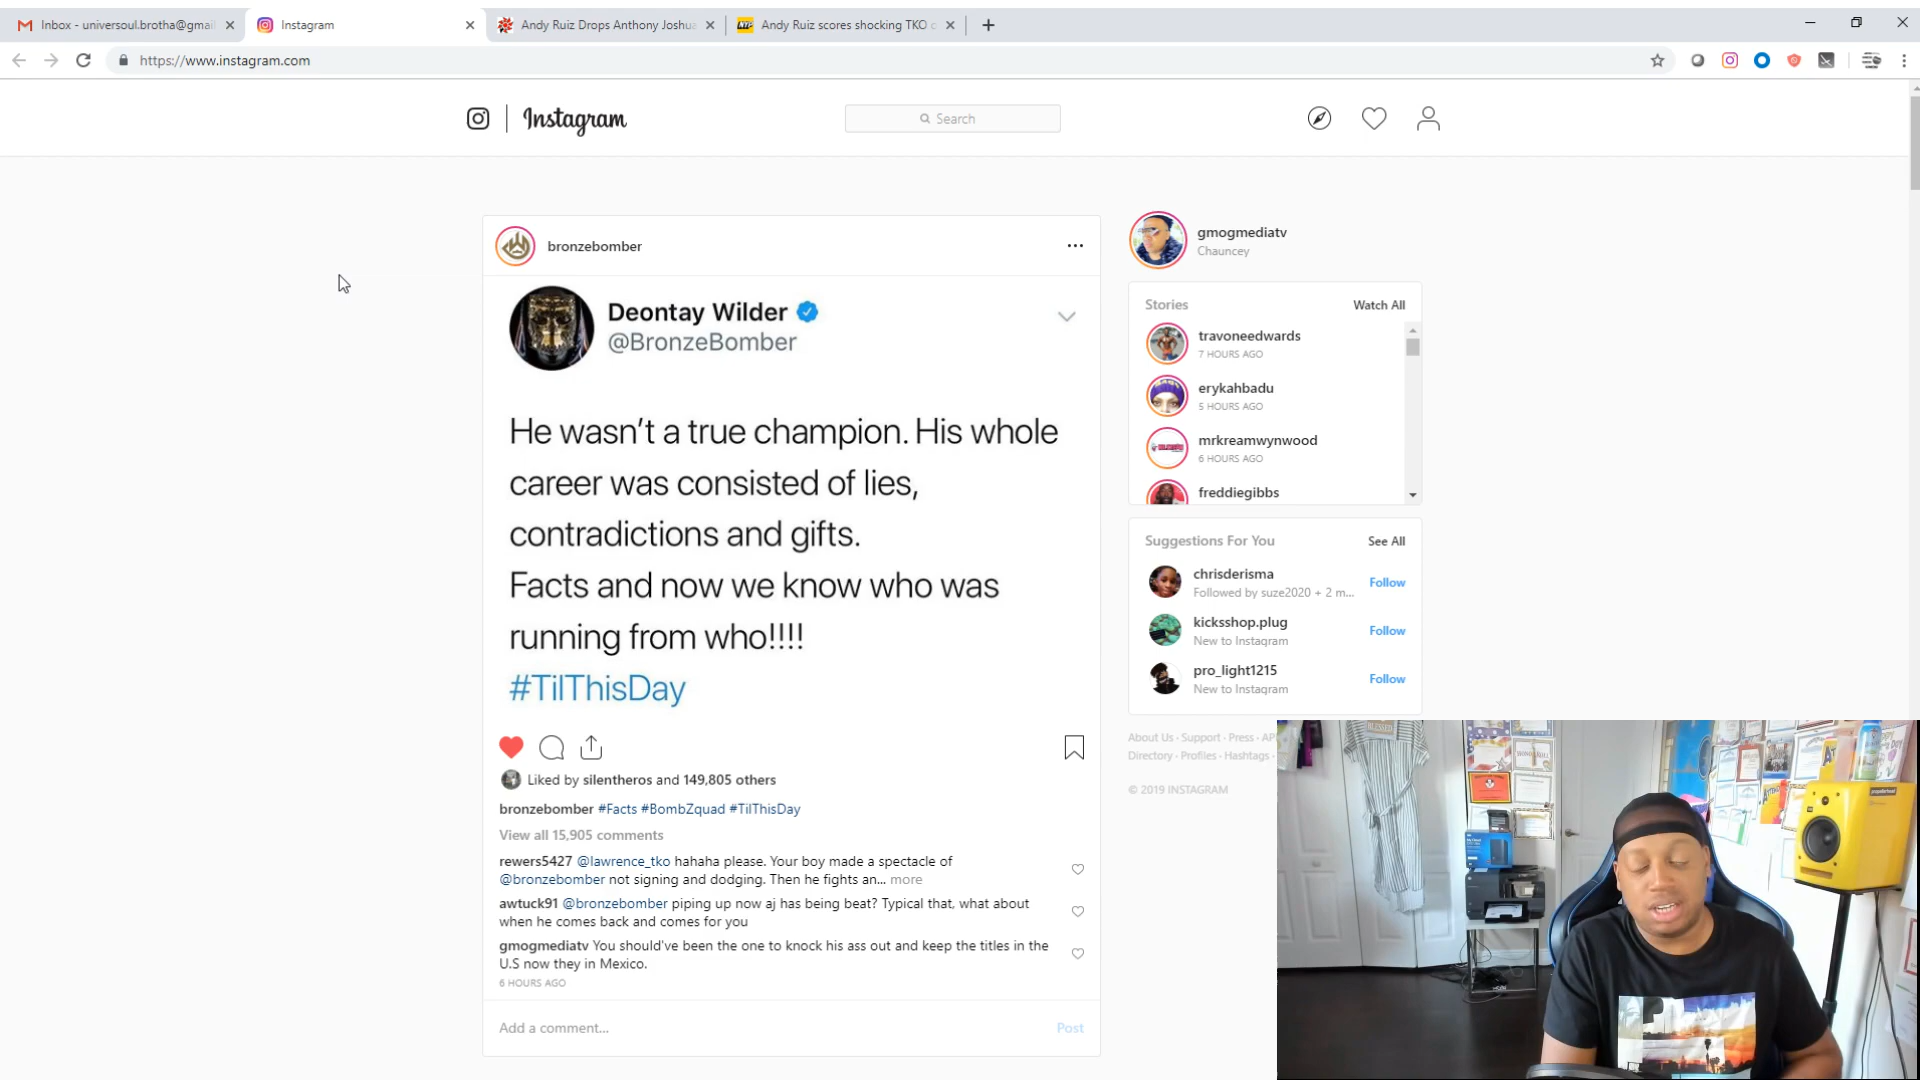 Inbox - universoul.brotha@gmai
Instagram
Andy Ruiz Drops Anthony Joshua
Andy Ruiz scores shocking TKO o
https://www.instagram.com
Instagram
Search
bronzebomber
Deontay Wilder
@BronzeBomber
He wasn't a true champion. His whole
career was consisted of lies,
contradictions and gifts.
Facts and now we know who was
running from who!!!!
#TilThisDay
Liked by silentheros and 149,805 others
bronzebomber #Facts #BombZquad #TilThisDay
View all 15,905 comments
rewers5427 @lawrence_tko hahaha please. Your boy made a spectacle of
@bronzebomber not signing and dodging. Then he fights an... more
awtuck91 @bronzebomber piping up now aj has being beat? Typical that, what about
when he comes back and comes for you
gmogmediatv You should've been the one to knock his ass out and keep the titles in the
U.S now they in Mexico.
6 HOURS AGO
Add a comment...
Post
gmogmediatv
Chauncey
Stories
Watch All
travoneedwards
7 HOURS AGO
erykahbadu
5 HOURS AGO
mrkreamwynwood
6 HOURS AGO
freddiegibbs
Suggestions For You
See All
chrisderisma
Followed by suze2020 + 2 m...
Follow
kicksshop.plug
New to Instagram
Follow
pro_light1215
New to Instagram
Follow
About Us · Support · Press · AP
Directory · Profiles · Hashtags ·
© 2019 INSTAGRAM